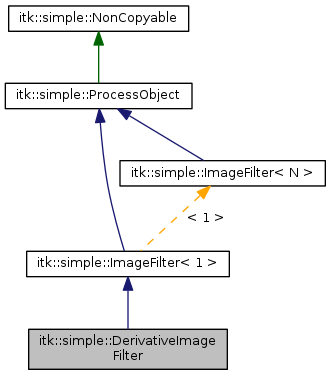 itk::simple::NonCopyable
itk::simple::ProcessObject
itk::simple::ImageFilter< N >
< 1 >
itk::simple::ImageFilter< 1 >
itk::simple::DerivativeImage
Filter